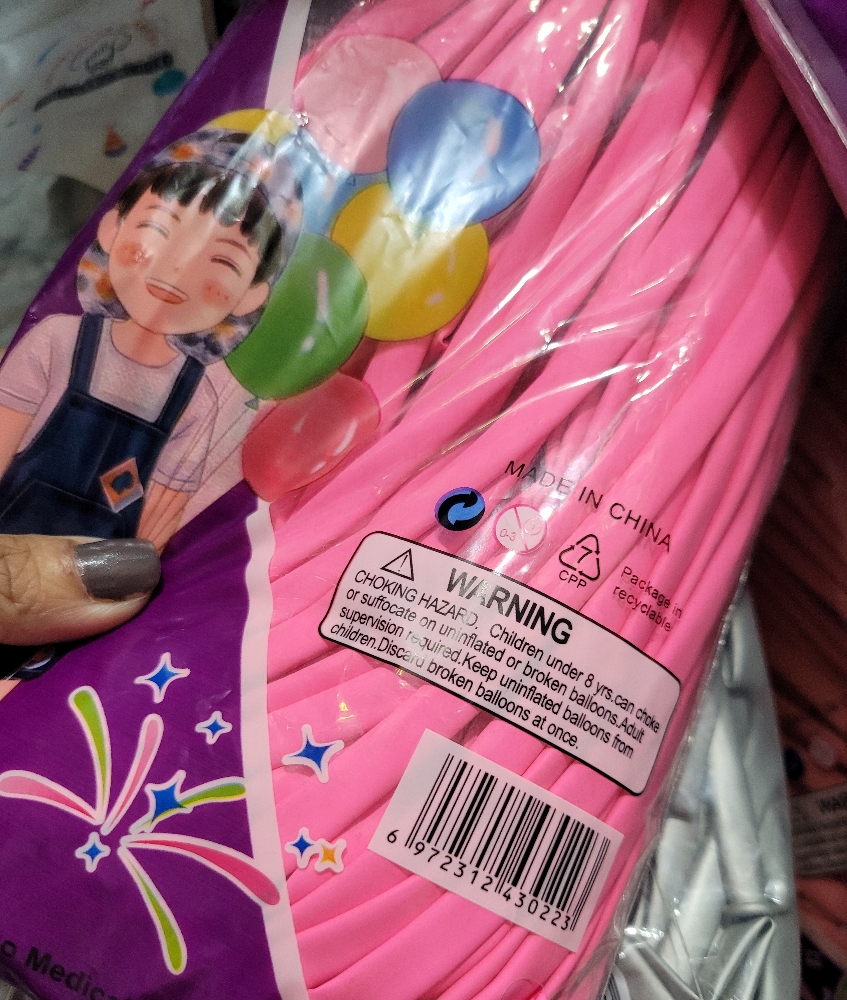 MADE IN CHINA
0-3
7
CPP
Package in
recyclable
WARNING
CHOKING HAZARD. Children under 8 yrs.can choke
or suffocate on uninflated or broken balloons.Adult
supervision required.Keep uninflated balloons from
children.Discard broken balloons at once.
6 972312 430223